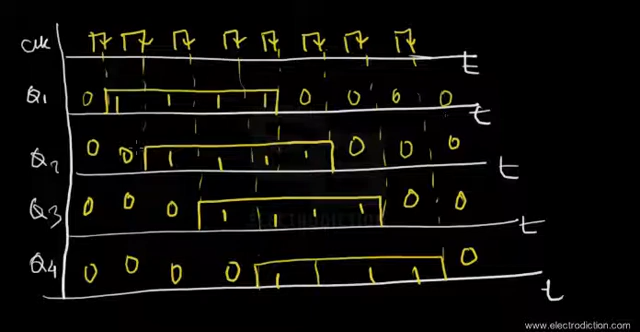 CLK t
Q1 0 1 1 1 1 0 0 0 0 t
Q2 0 0 1 1 1 1 0 0 0 t
Q3 0 0 0 1 1 1 1 0 0 t
Q4 0 0 0 0 1 1 1 0 t
www.electrodiction.com